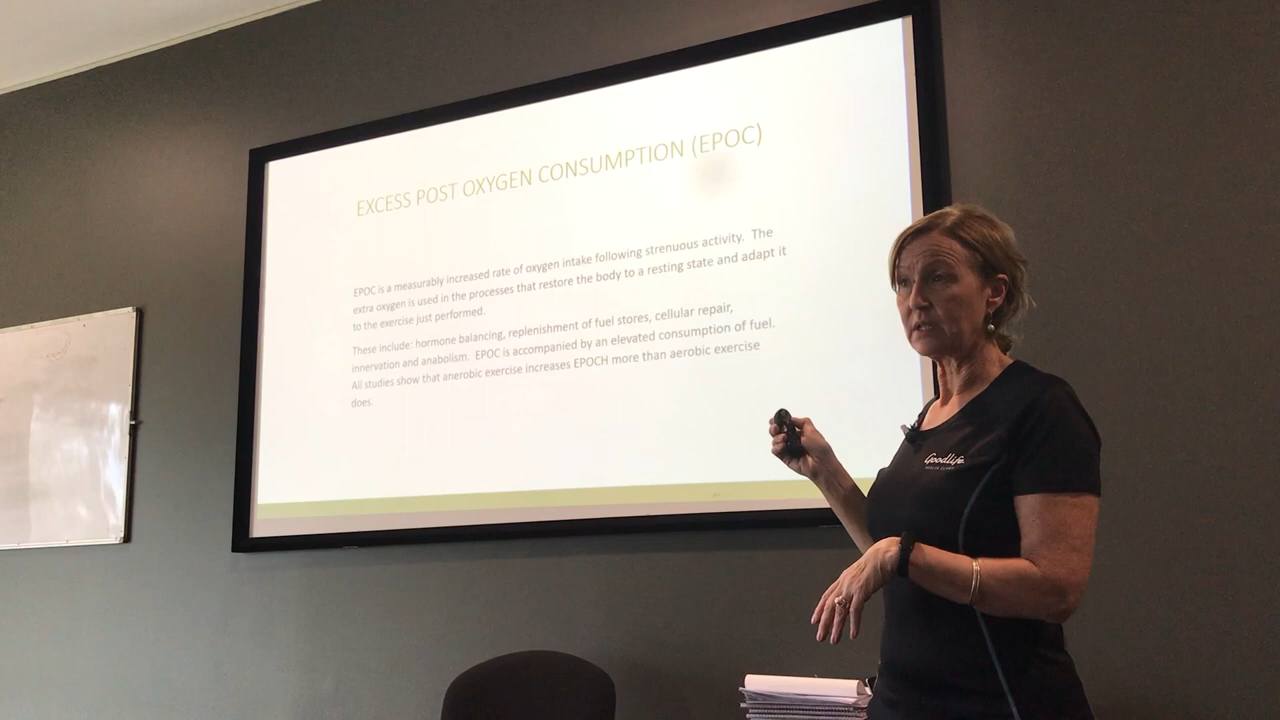 EXCESS POST OXYGEN CONSUMPTION (EPOC)
EPOC is a measurably increased rate of oxygen intake following strenuous activity. The
extra oxygen is used in the processes that restore the body to a resting state and adapt it
to the exercise just performed.
These include: hormone balancing, replenishment of fuel stores, cellular repair,
innervation and anabolism. EPOC is accompanied by an elevated consumption of fuel.
All studies show that anerobic exercise increases EPOCH more than aerobic exercise
does.
Goodlife
HEALTH CLUBS